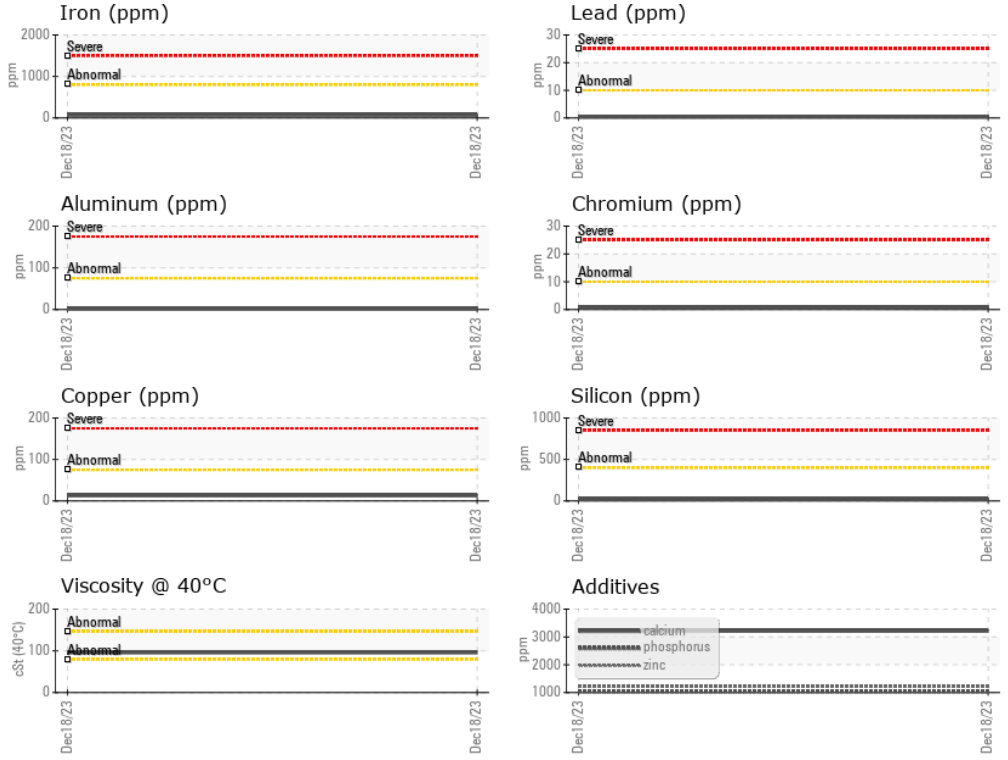 Iron (ppm)
2000
1000
0
ppm
Severe
Abnormal
Dec18/23
Dec18/23
Lead (ppm)
30
20
10
0
ppm
Severe
Abnormal
Dec18/23
Dec18/23
Aluminum (ppm)
200
100
0
ppm
Severe
Abnormal
Dec18/23
Dec18/23
Chromium (ppm)
30
20
10
0
ppm
Severe
Abnormal
Dec18/23
Dec18/23
Copper (ppm)
200
100
0
ppm
Severe
Abnormal
Dec18/23
Dec18/23
Silicon (ppm)
1000
500
0
ppm
Severe
Abnormal
Dec18/23
Dec18/23
Viscosity @ 40°C
200
100
0
cSt (40°C)
Abnormal
Abnormal
Dec18/23
Dec18/23
Additives
4000
3000
2000
1000
ppm
calcium
phosphorus
zinc
Dec18/23
Dec18/23